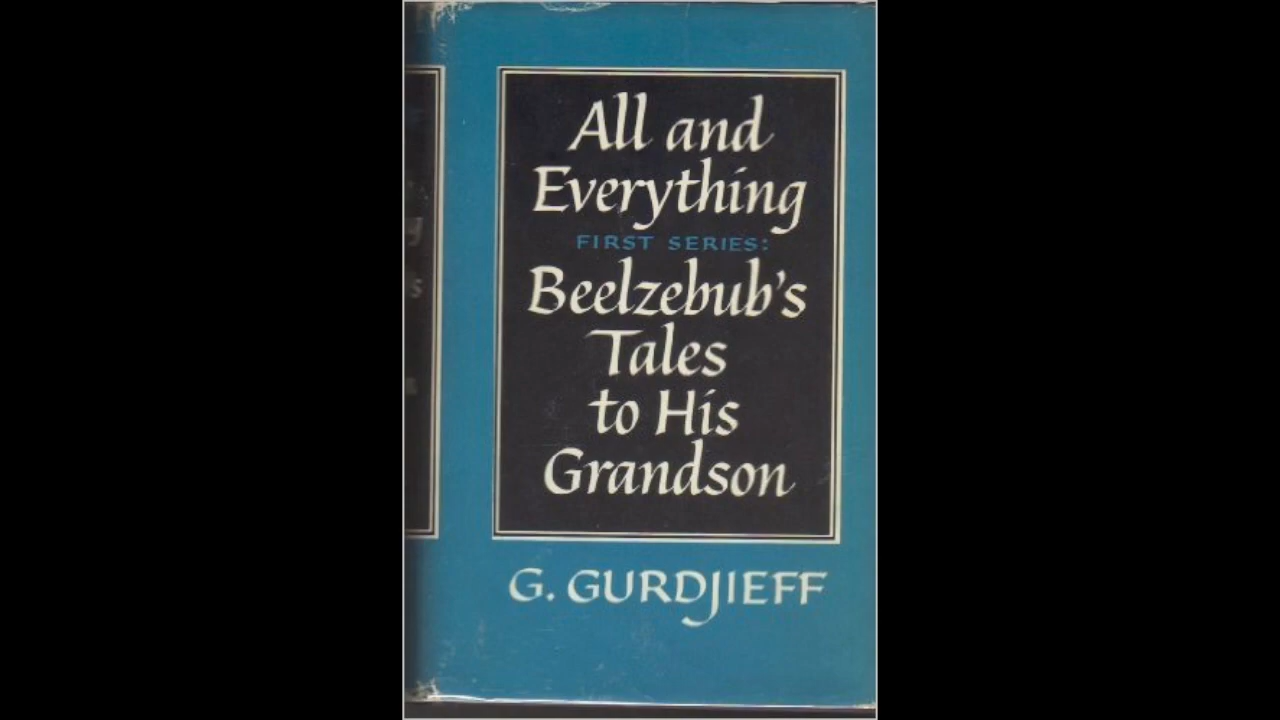 All and
Everything
FIRST SERIES:
Beelzebub's
Tales
to His
Grandson
G. GURDJIEFF